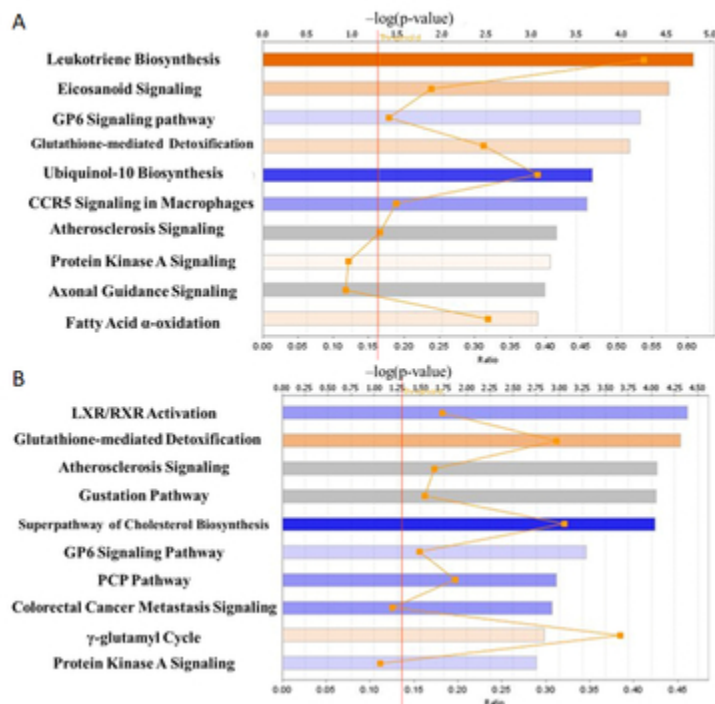 A
−log(p-value)
0.0 0.5 1.0 1.5 2.0 2.5 3.0 3.5 4.0 4.5 5.0
Threshold
Leukotriene Biosynthesis
Eicosanoid Signaling
GP6 Signaling pathway
Glutathione-mediated Detoxification
Ubiquinol-10 Biosynthesis
CCR5 Signaling in Macrophages
Atherosclerosis Signaling
Protein Kinase A Signaling
Axonal Guidance Signaling
Fatty Acid α-oxidation
0.00 0.05 0.10 0.15 0.20 0.25 0.30 0.35 0.40 0.45 0.50 0.55 0.60
Ratio
B
−log(p-value)
0.00 0.25 0.50 0.75 1.00 1.25 1.50 1.75 2.00 2.25 2.50 2.75 3.00 3.25 3.50 3.75 4.00 4.25 4.50
LXR/RXR Activation
Glutathione-mediated Detoxification
Atherosclerosis Signaling
Gustation Pathway
Superpathway of Cholesterol Biosynthesis
GP6 Signaling Pathway
PCP Pathway
Colorectal Cancer Metastasis Signaling
γ-glutamyl Cycle
Protein Kinase A Signaling
0.00 0.05 0.10 0.15 0.20 0.25 0.30 0.35 0.40 0.45
Ratio